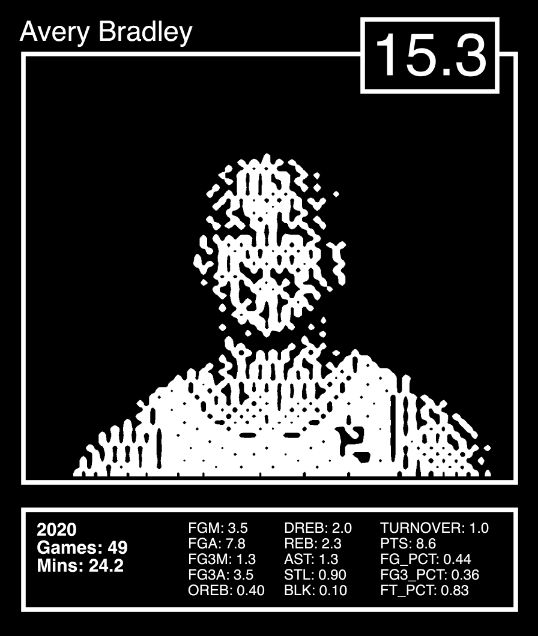 Avery Bradley
15.3
2020
Games: 49
Mins: 24.2
FGM: 3.5
FGA: 7.8
FG3M: 1.3
FG3A: 3.5
OREB: 0.40
DREB: 2.0
REB: 2.3
AST: 1.3
STL: 0.90
BLK: 0.10
TURNOVER: 1.0
PTS: 8.6
FG_PCT: 0.44
FG3_PCT: 0.36
FT_PCT: 0.83